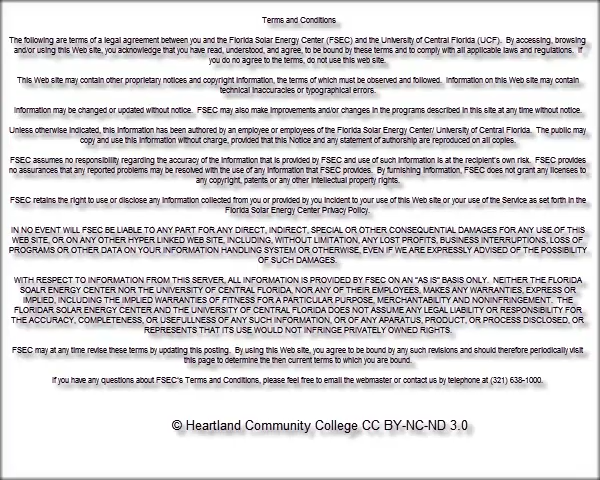 Terms and Conditions
The following are terms of a legal agreement between you and the Florida Solar Energy Center (FSEC) and the University of Central Florida (UCF). By accessing, browsing
and/or using this Web site, you acknowledge that you have read, understood, and agree, to be bound by these terms and to comply with all applicable laws and regulations. If
you do no agree to the terms, do not use this web site.
This Web site may contain other proprietary notices and copyright information, the terms of which must be observed and followed. Information on this Web site may contain
technical inaccuracies or typographical errors.
Information may be changed or updated without notice. FSEC may also make improvements and/or changes in the programs described in this site at any time without notice.
Unless otherwise indicated, this information has been authored by an employee or employees of the Florida Solar Energy Center/ University of Central Florida. The public may
copy and use this information without charge, provided that this Notice and any statement of authorship are reproduced on all copies.
FSEC assumes no responsibility regarding the accuracy of the information that is provided by FSEC and use of such information is at the recipient's own risk. FSEC provides
no assurances that any reported problems may be resolved with the use of any information that FSEC provides. By furnishing information, FSEC does not grant any licenses to
any copyright, patents or any other intellectual property rights.
FSEC retains the right to use or disclose any information collected from you or provided by you incident to your use of this Web site or your use of the Service as set forth in the
Florida Solar Energy Center Privacy Policy.
IN NO EVENT WILL FSEC BE LIABLE TO ANY PART FOR ANY DIRECT, INDIRECT, SPECIAL OR OTHER CONSEQUENTIAL DAMAGES FOR ANY USE OF THIS
WEB SITE, OR ON ANY OTHER HYPER LINKED WEB SITE, INCLUDING, WITHOUT LIMITATION, ANY LOST PROFITS, BUSINESS INTERRUPTIONS, LOSS OF
PROGRAMS OR OTHER DATA ON YOUR INFORMATION HANDLING SYSTEM OR OTHERWISE, EVEN IF WE ARE EXPRESSLY ADVISED OF THE POSSIBILITY
OF SUCH DAMAGES.
WITH RESPECT TO INFORMATION FROM THIS SERVER, ALL INFORMATION IS PROVIDED BY FSEC ON AN "AS IS" BASIS ONLY. NEITHER THE FLORIDA
SOALR ENERGY CENTER NOR THE UNIVERSITY OF CENTRAL FLORIDA, NOR ANY OF THEIR EMPLOYEES, MAKES ANY WARRANTIES, EXPRESS OR
IMPLIED, INCLUDING THE IMPLIED WARRANTIES OF FITNESS FOR A PARTICULAR PURPOSE, MERCHANTABILITY AND NONINFRINGEMENT. THE
FLORIDAR SOLAR ENERGY CENTER AND THE UNIVERSITY OF CENTRAL FLORIDA DOES NOT ASSUME ANY LEGAL LIABILITY OR RESPONSIBILITY FOR
THE ACCURACY, COMPLETENESS, OR USEFULLNESS OF ANY SUCH INFORMATION, OR OF ANY APARATUS, PRODUCT, OR PROCESS DISCLOSED, OR
REPRESENTS THAT ITS USE WOULD NOT INFRINGE PRIVATELY OWNED RIGHTS.
FSEC may at any time revise these terms by updating this posting. By using this Web site, you agree to be bound by any such revisions and should therefore periodically visit
this page to determine the then current terms to which you are bound.
If you have any questions about FSEC's Terms and Conditions, please feel free to email the webmaster or contact us by telephone at (321) 638-1000.
© Heartland Community College CC BY-NC-ND 3.0